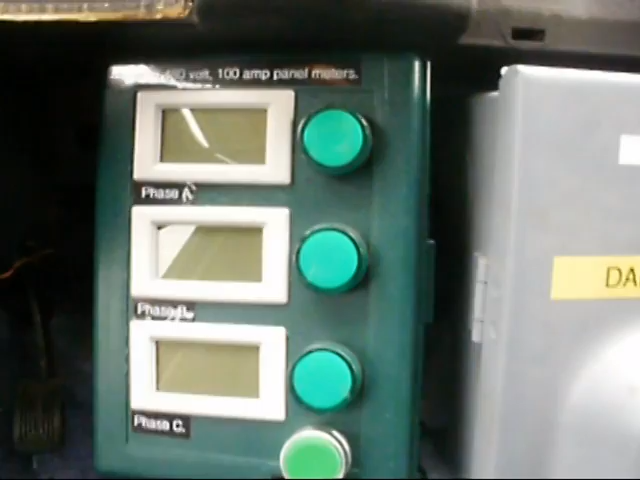 volt, 100 amp panel meters.
Phase A
Phase B.
Phase C.
DA